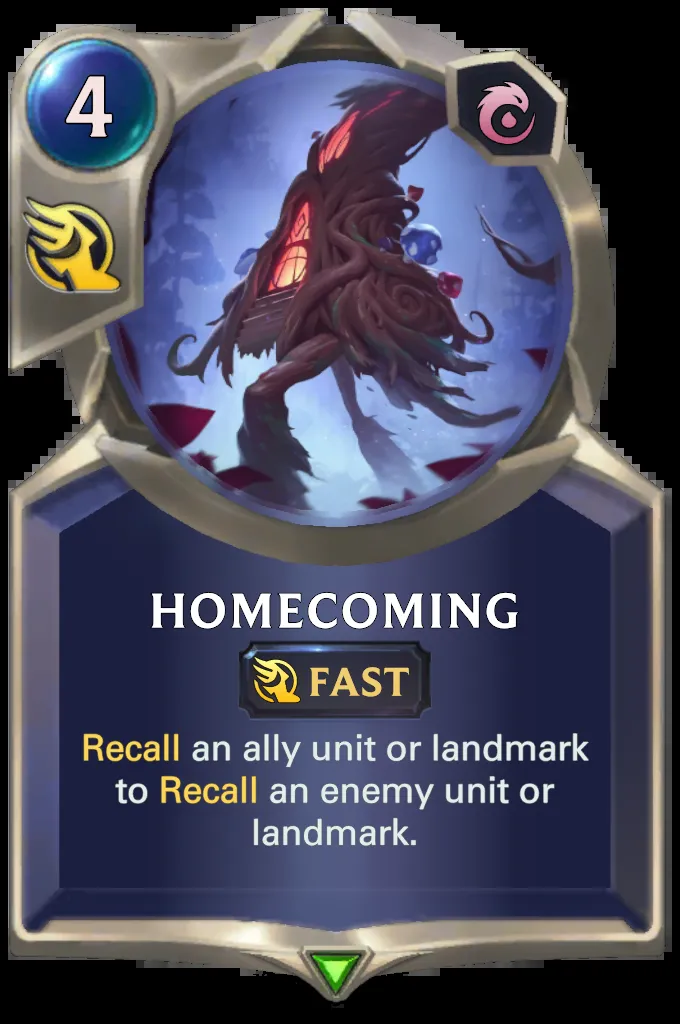 4
HOMECOMING
FAST
Recall an ally unit or landmark
to Recall an enemy unit or
landmark.